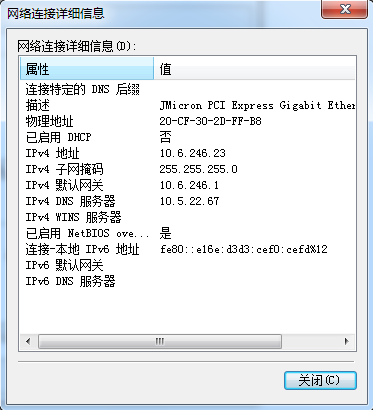 网络连接详细信息
网络连接详细信息(D):
属性 值
连接特定的 DNS 后缀
描述 JMicron PCI Express Gigabit Ether
物理地址 20-CF-30-2D-FF-B8
已启用 DHCP 否
IPv4 地址 10.6.246.23
IPv4 子网掩码 255.255.255.0
IPv4 默认网关 10.6.246.1
IPv4 DNS 服务器 10.5.22.67
IPv4 WINS 服务器
已启用 NetBIOS ove... 是
连接-本地 IPv6 地址 fe80::e16e:d3d3:cef0:cefd%12
IPv6 默认网关
IPv6 DNS 服务器
关闭(C)